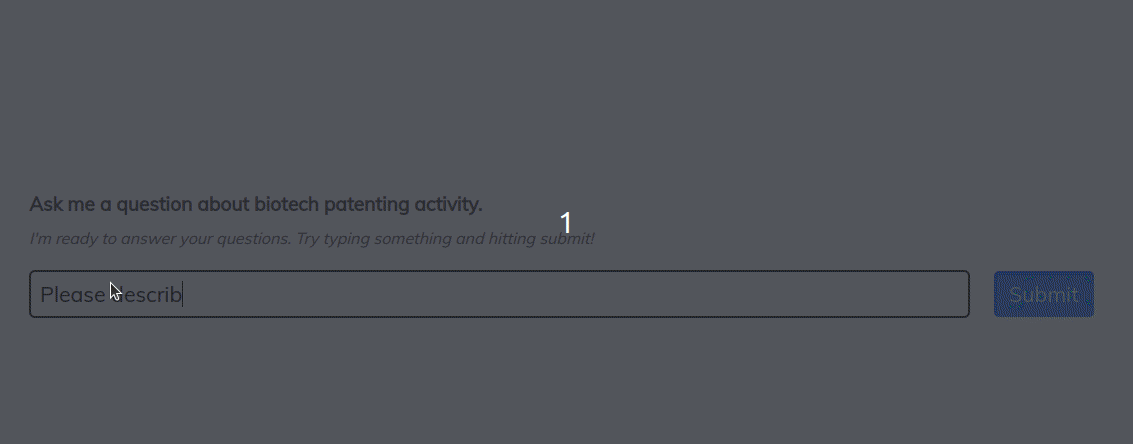 Ask me a question about biotech patenting activity.
1
I'm ready to answer your questions. Try typing something and hitting submit!
Please describ
Submit